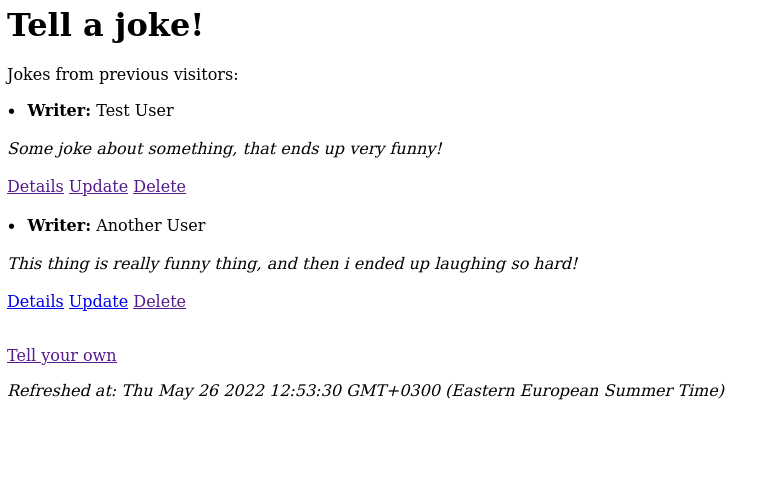 Tell a joke!
Jokes from previous visitors:
• Writer: Test User
Some joke about something, that ends up very funny!
Details Update Delete
• Writer: Another User
This thing is really funny thing, and then i ended up laughing so hard!
Details Update Delete
Tell your own
Refreshed at: Thu May 26 2022 12:53:30 GMT+0300 (Eastern European Summer Time)